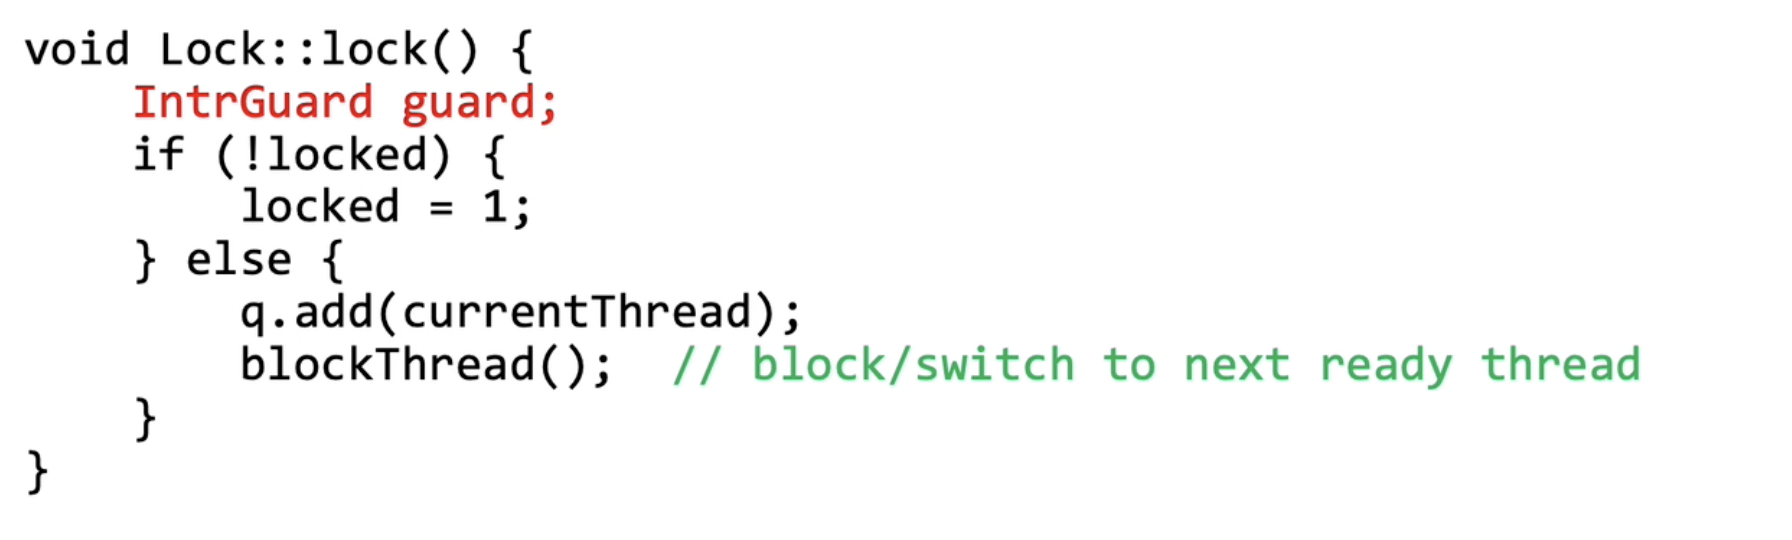 void Lock::lock() {
    IntrGuard guard;
    if (!locked) {
        locked = 1;
    } else {
        q.add(currentThread);
        blockThread();  // block/switch to next ready thread
    }
}